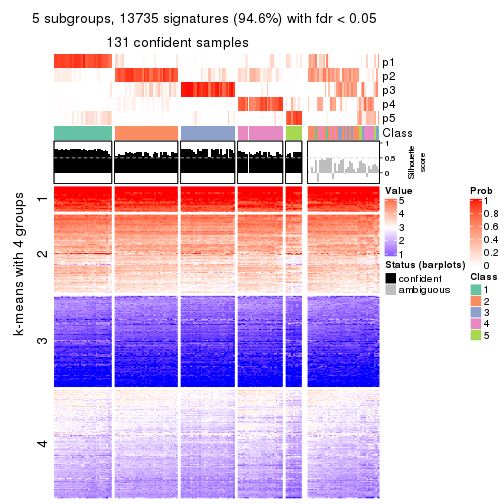 5 subgroups, 13735 signatures (94.6%) with fdr < 0.05
131 confident samples
p1
p2
p3
p4
p5
Class
1
0.5
0
Silhouette
score
k-means with 4 groups
1
2
3
4
Value
5
4
3
2
1
Status (barplots)
confident
ambiguous
Prob
1
0.8
0.6
0.4
0.2
0
Class
1
2
3
4
5